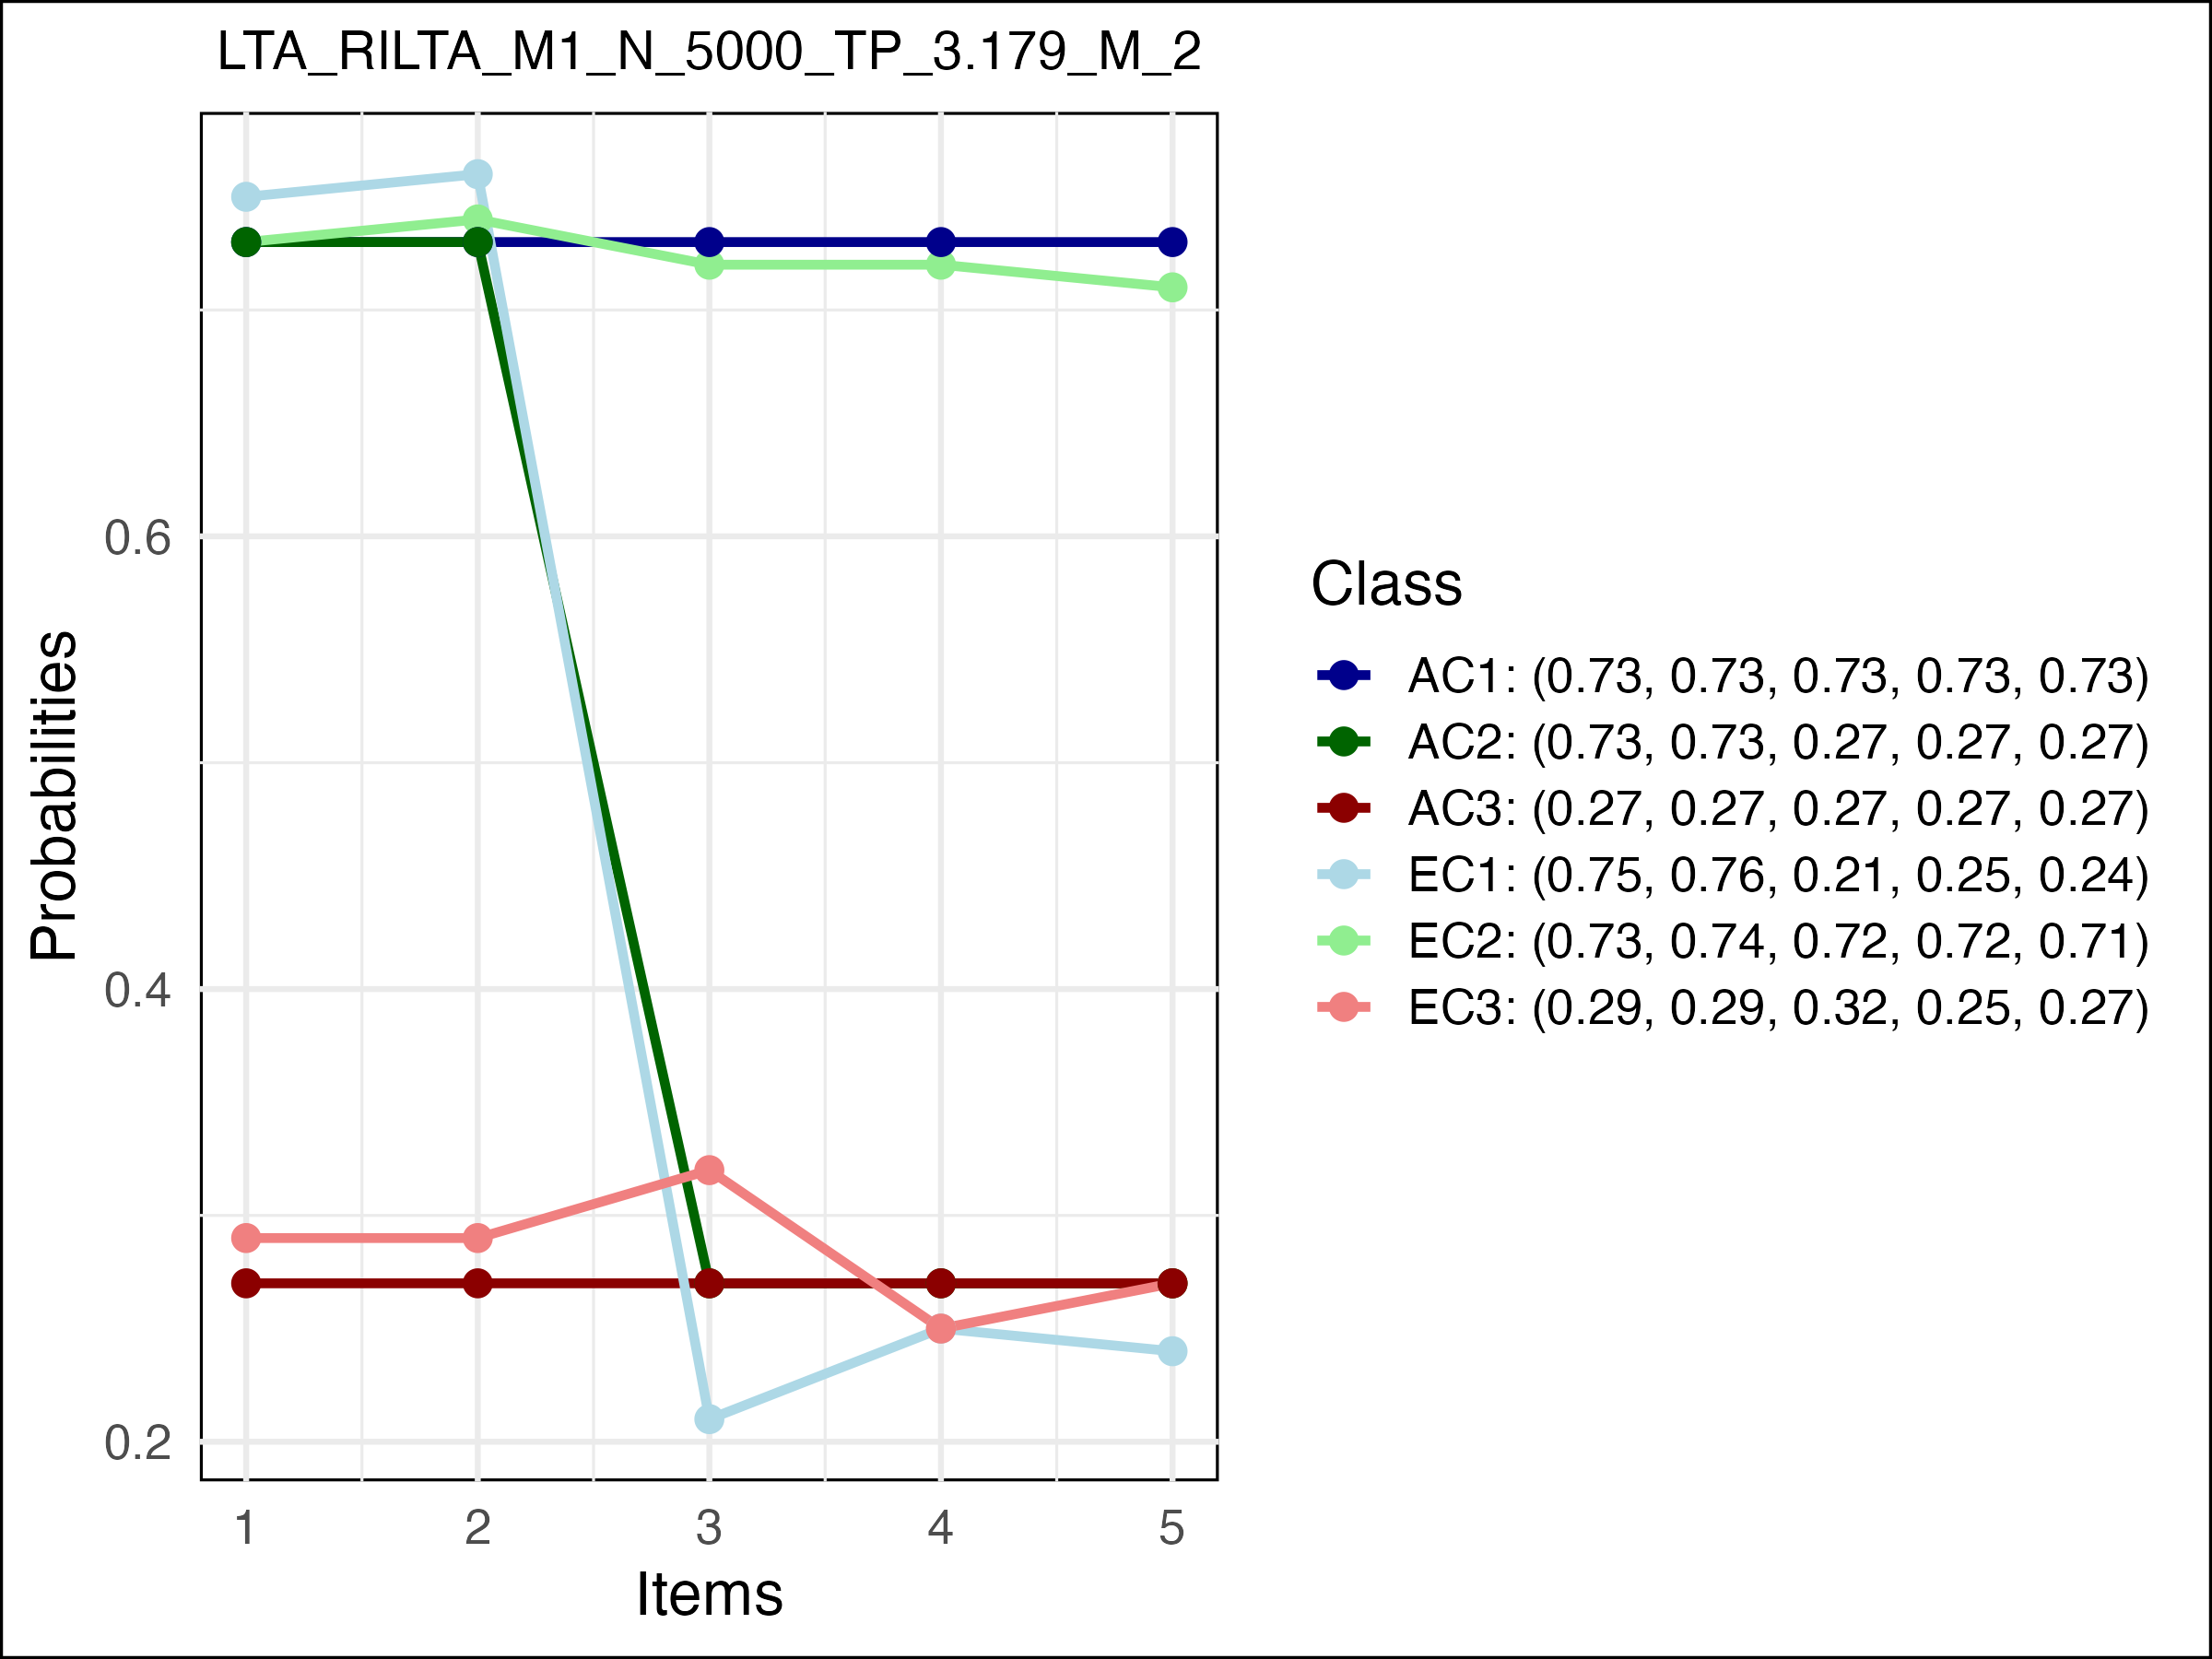 LTA_RILTA_M1_N_5000_TP_3.179_M_2
Probabilities
0.6
0.4
0.2
1 2 3 4 5
Items
Class
AC1: (0.73, 0.73, 0.73, 0.73, 0.73)
AC2: (0.73, 0.73, 0.27, 0.27, 0.27)
AC3: (0.27, 0.27, 0.27, 0.27, 0.27)
EC1: (0.75, 0.76, 0.21, 0.25, 0.24)
EC2: (0.73, 0.74, 0.72, 0.72, 0.71)
EC3: (0.29, 0.29, 0.32, 0.25, 0.27)